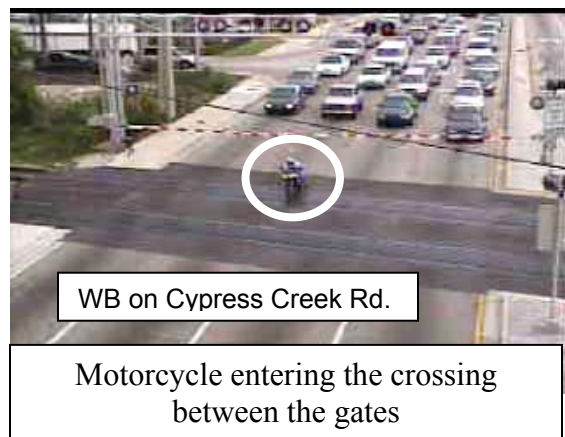 WB on Cypress Creek Rd.
Motorcycle entering the crossing
between the gates